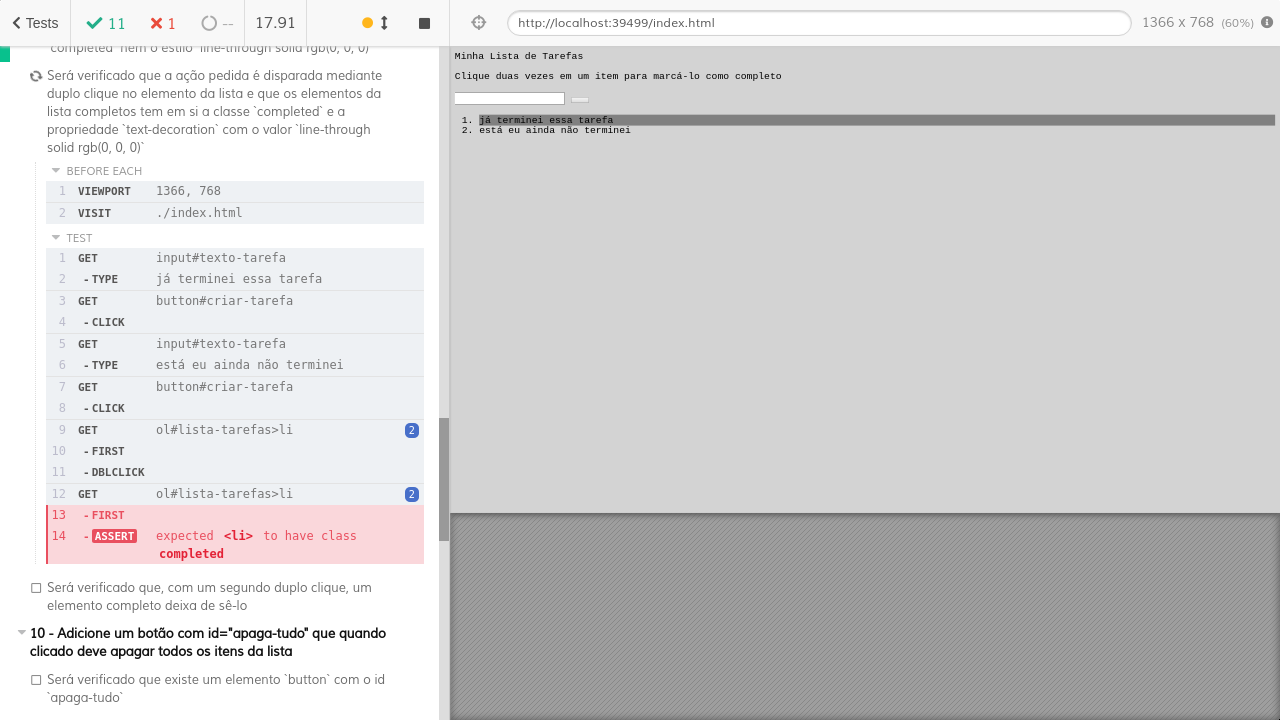 Tests
11
1
--
17.91
http://localhost:39499/index.html
1366 x 768 (60%)
`completed` nem o estilo `line-through solid rgb(0, 0, 0)`
Será verificado que a ação pedida é disparada mediante
duplo clique no elemento da lista e que os elementos da
lista completos tem em si a classe `completed` e a
propriedade `text-decoration` com o valor `line-through
solid rgb(0, 0, 0)`
BEFORE EACH
1 VIEWPORT 1366, 768
2 VISIT ./index.html
TEST
1 GET input#texto-tarefa
2 -TYPE já terminei essa tarefa
3 GET button#criar-tarefa
4 -CLICK
5 GET input#texto-tarefa
6 -TYPE está eu ainda não terminei
7 GET button#criar-tarefa
8 -CLICK
9 GET ol#lista-tarefas>li 2
10 -FIRST
11 -DBLCLICK
12 GET ol#lista-tarefas>li 2
13 -FIRST
14 -ASSERT expected <li> to have class
completed
Será verificado que, com um segundo duplo clique, um
elemento completo deixa de sê-lo
10 - Adicione um botão com id="apaga-tudo" que quando
clicado deve apagar todos os itens da lista
Será verificado que existe um elemento `button` com o id
`apaga-tudo`
Minha Lista de Tarefas
Clique duas vezes em um item para marcá-lo como completo
1. já terminei essa tarefa
2. está eu ainda não terminei